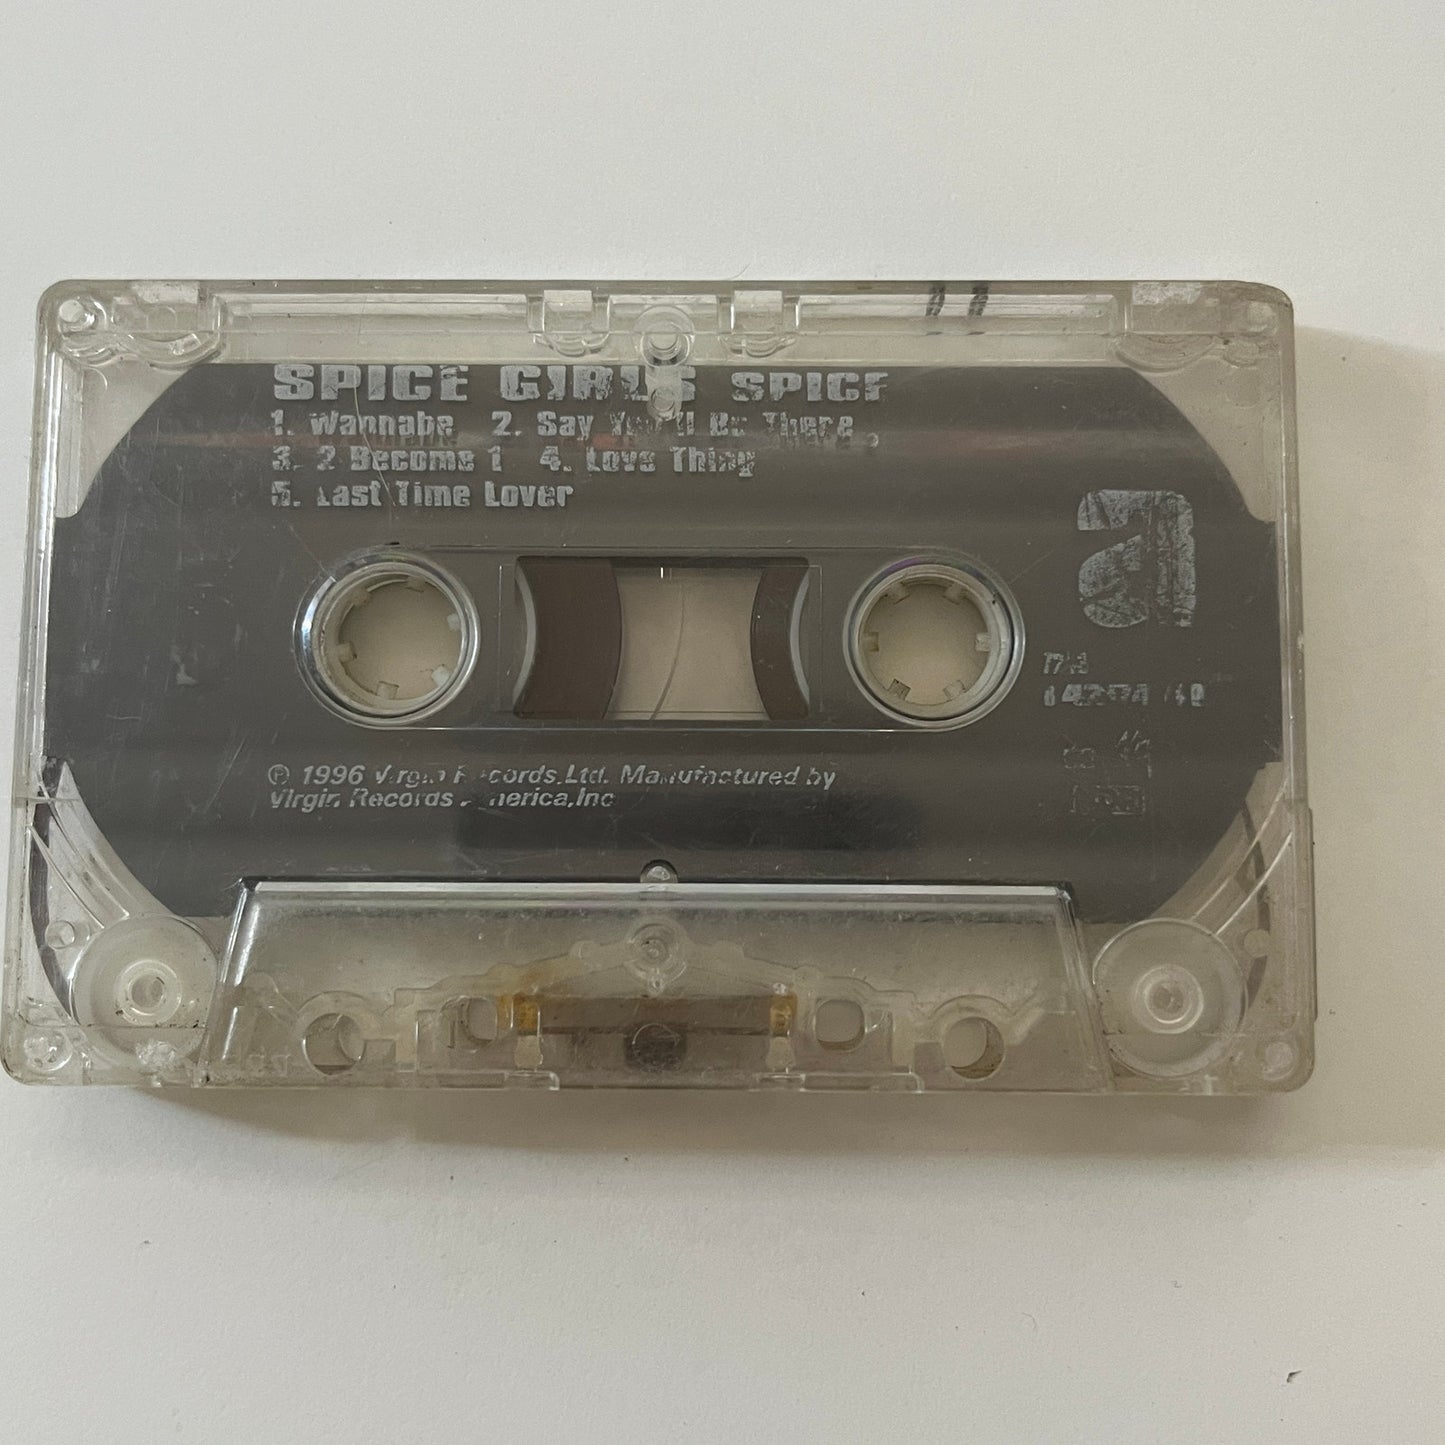 SPICE GIRLS SPICE
1. Wannabe 2. Say You'll Be There
3. 2 Become 1 4. Love Thing
5. Last Time Lover
a
℗ 1996 Virgin Records,Ltd. Manufactured by
Virgin Records America,Inc